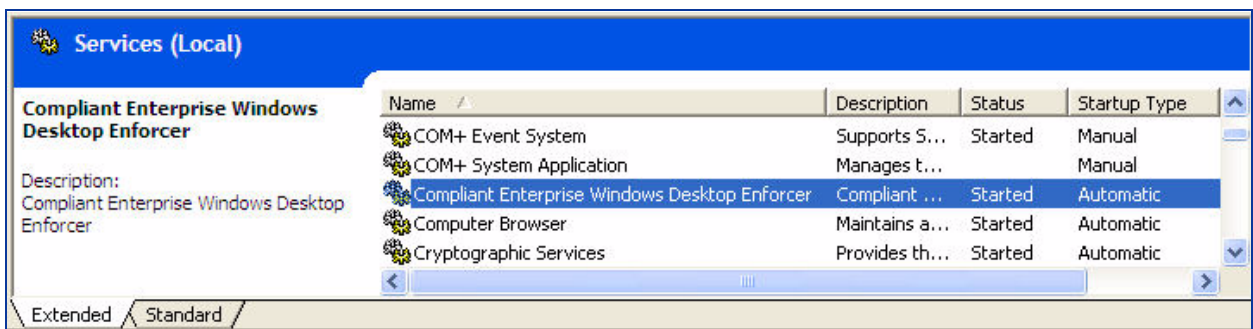 Services (Local)
Compliant Enterprise Windows
Desktop Enforcer
Description:
Compliant Enterprise Windows Desktop
Enforcer
Name Description Status Startup Type
COM+ Event System Supports S... Started Manual
COM+ System Application Manages t... Manual
Compliant Enterprise Windows Desktop Enforcer Compliant ... Started Automatic
Computer Browser Maintains a... Started Automatic
Cryptographic Services Provides th... Started Automatic
Extended Standard